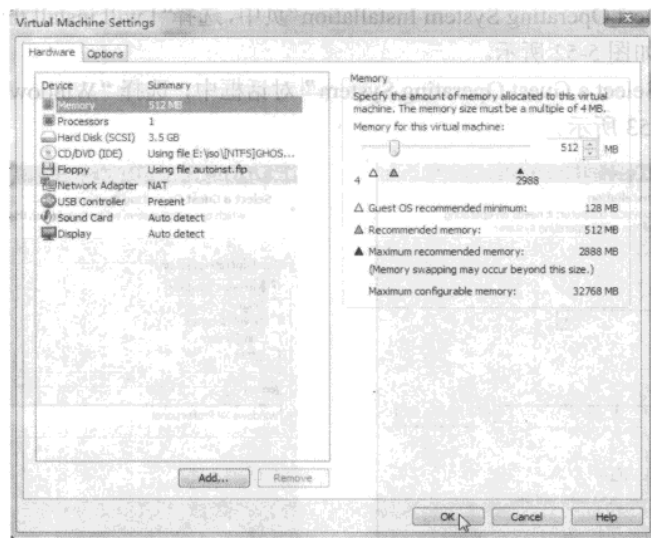 Virtual Machine Settings
Hardware Options
Device Summary
Memory 512 MB
Processors 1
Hard Disk (SCSI) 3.5 GB
CD/DVD (IDE) Using file E:\iso\[NTFS]GHOS...
Floppy Using file autoinst.flp
Network Adapter NAT
USB Controller Present
Sound Card Auto detect
Display Auto detect
Add... Remove
Memory
Specify the amount of memory allocated to this virtual
machine. The memory size must be a multiple of 4 MB.
Memory for this virtual machine:
512 MB
4 2988
Guest OS recommended minimum: 128 MB
Recommended memory: 512 MB
Maximum recommended memory: 2888 MB
(Memory swapping may occur beyond this size.)
Maximum configurable memory: 32768 MB
OK Cancel Help